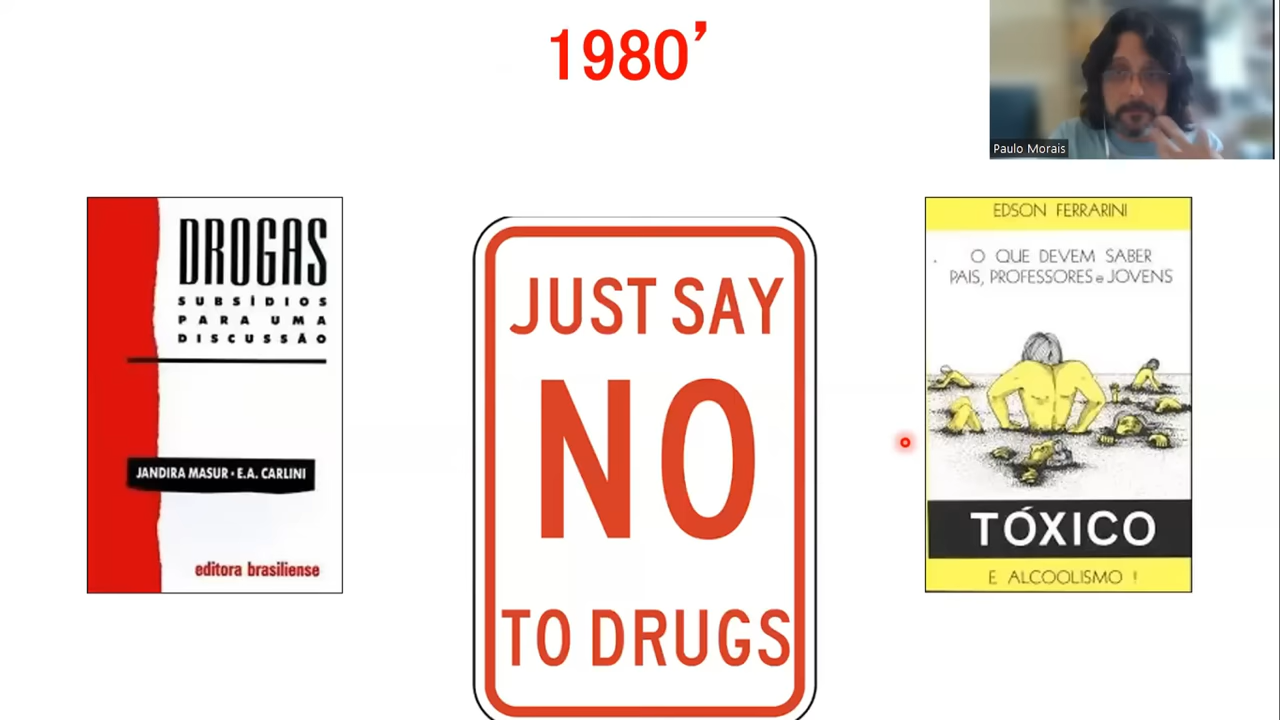 1980’
Paulo Morais
DROGAS
SUBSÍDIOS
PARA UMA
DISCUSSÃO
JANDIRA MASUR • E.A. CARLINI
editora brasiliense
JUST SAY
NO
TO DRUGS
EDSON FERRARINI
O QUE DEVEM SABER
PAIS, PROFESSORES e JOVENS
TÓXICO
E ALCOOLISMO !